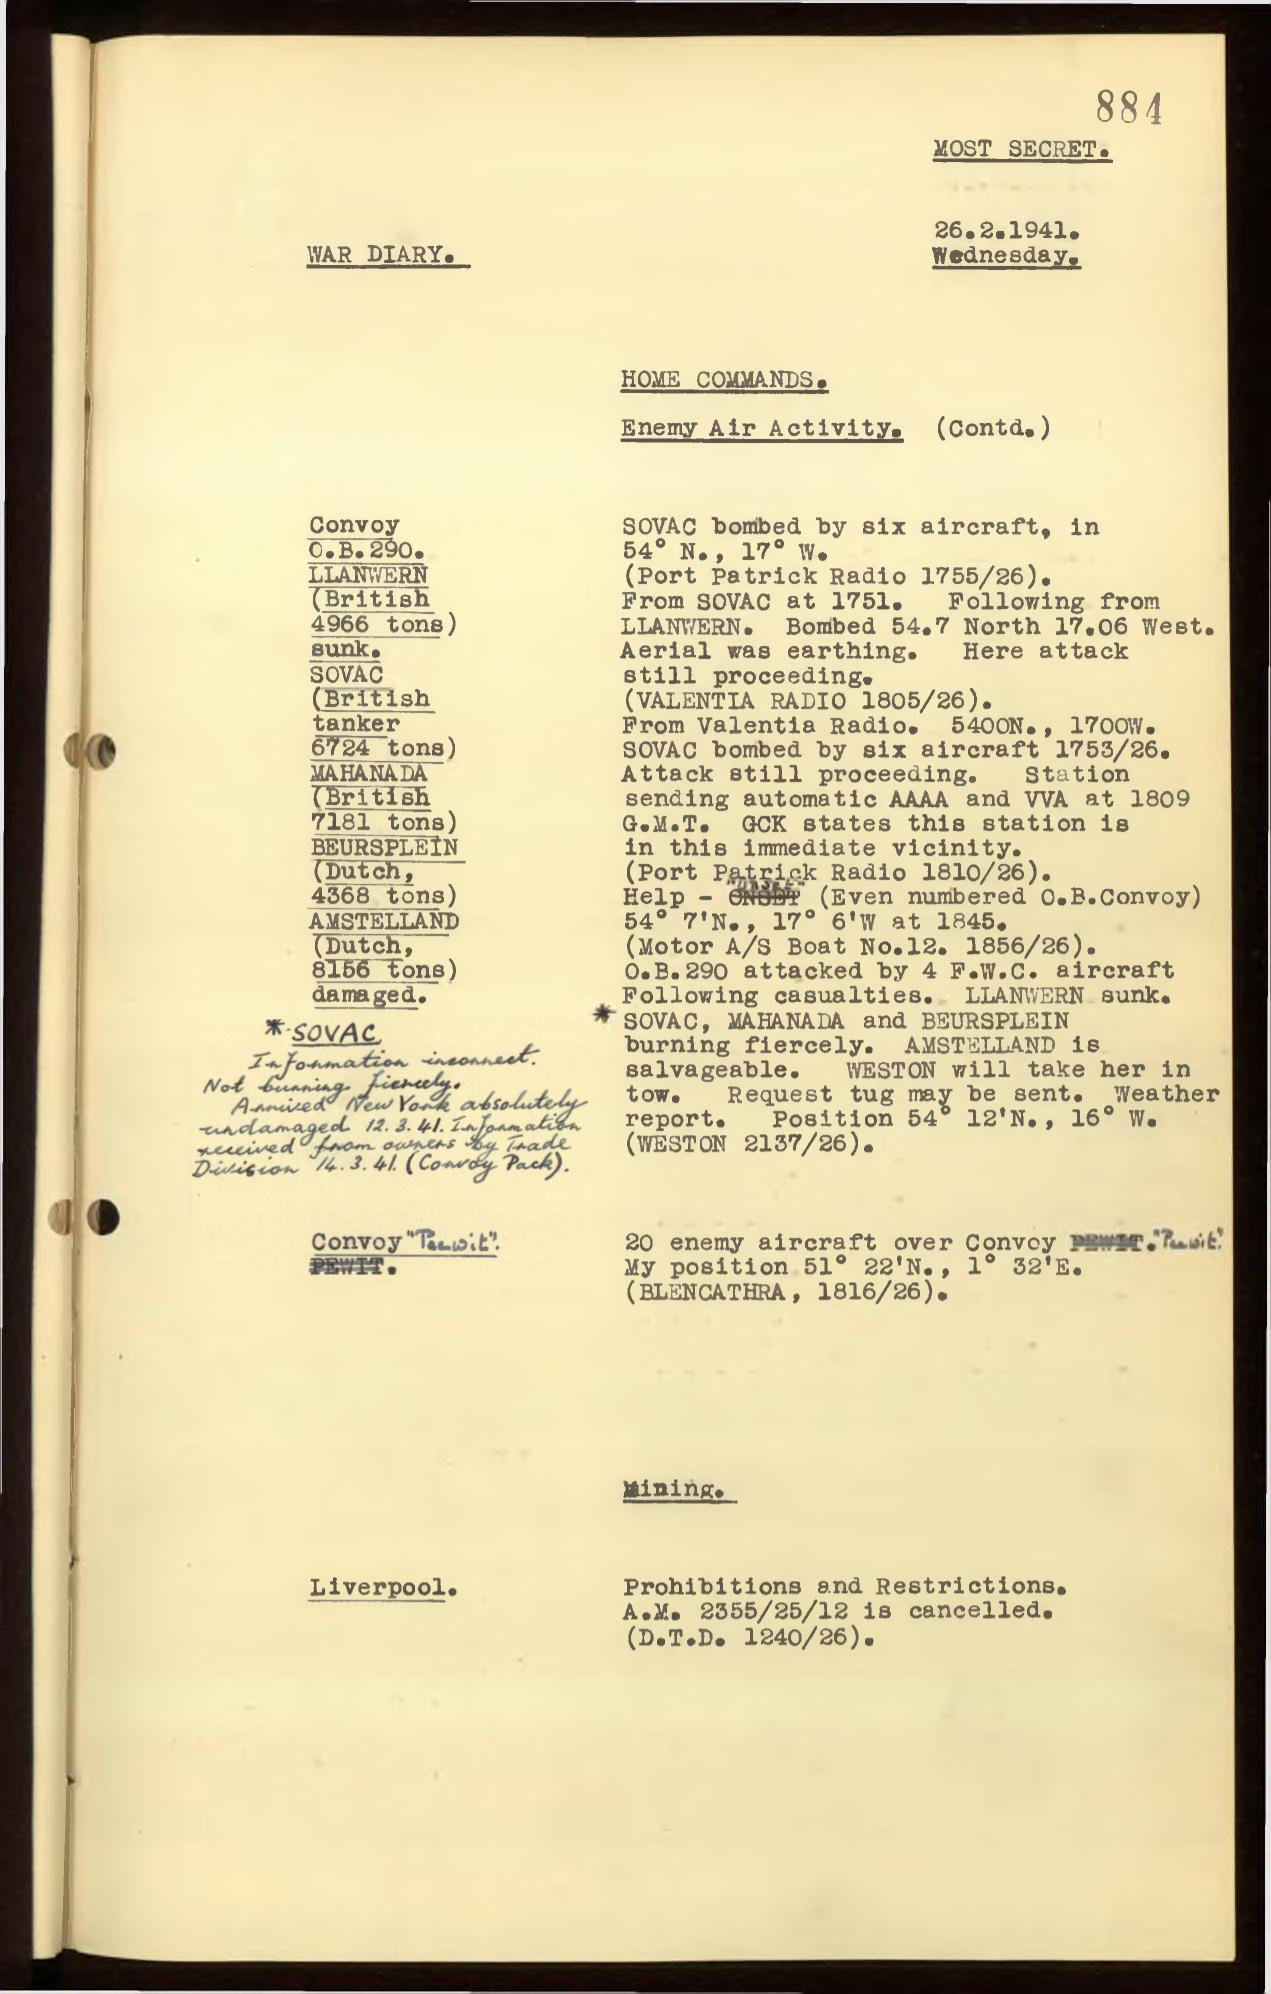 884
MOST SECRET.
26.2.1941.
WAR DIARY.
Wednesday.
HOME COMMANDS.
Enemy Air Activity. (Contd.)
Convoy
O.B.290.
LLANWERN
(British
4966 tons)
sunk.
SOVAC
(British
tanker
6724 tons)
MAHANADA
(British
7181 tons)
BEURSPLEIN
(Dutch,
4368 tons)
AMSTELLAND
(Dutch,
8156 tons)
damaged.
* SOVAC
Information incorrect.
Not burning fiercely.
Arrived New York absolutely
undamaged 12.3.41. Information
received from owners by Trade
Division 14.3.41. (Convoy Pack).
SOVAC bombed by six aircraft, in
54° N., 17° W.
(Port Patrick Radio 1755/26).
From SOVAC at 1751. Following from
LLANWERN. Bombed 54.7 North 17.06 West.
Aerial was earthing. Here attack
still proceeding.
(VALENTIA RADIO 1805/26).
From Valentia Radio. 5400N., 1700W.
SOVAC bombed by six aircraft 1753/26.
Attack still proceeding. Station
sending automatic AAAA and VVA at 1809
G.M.T. GCK states this station is
in this immediate vicinity.
(Port Patrick Radio 1810/26).
"Onset"
Help - ONSET (Even numbered O.B.Convoy)
54° 7'N., 17° 6'W at 1845.
(Motor A/S Boat No.12. 1856/26).
O.B.290 attacked by 4 F.W.C. aircraft
Following casualties. LLANWERN sunk.
* SOVAC, MAHANADA and BEURSPLEIN
burning fiercely. AMSTELLAND is
salvageable. WESTON will take her in
tow. Request tug may be sent. Weather
report. Position 54° 12'N., 16° W.
(WESTON 2137/26).
Convoy "Peewit".
PEWIT.
20 enemy aircraft over Convoy PEWIT. "Peewit".
My position 51° 22'N., 1° 32'E.
(BLENCATHRA, 1816/26).
Mining.
Liverpool.
Prohibitions and Restrictions.
A.M. 2355/25/12 is cancelled.
(D.T.D. 1240/26).